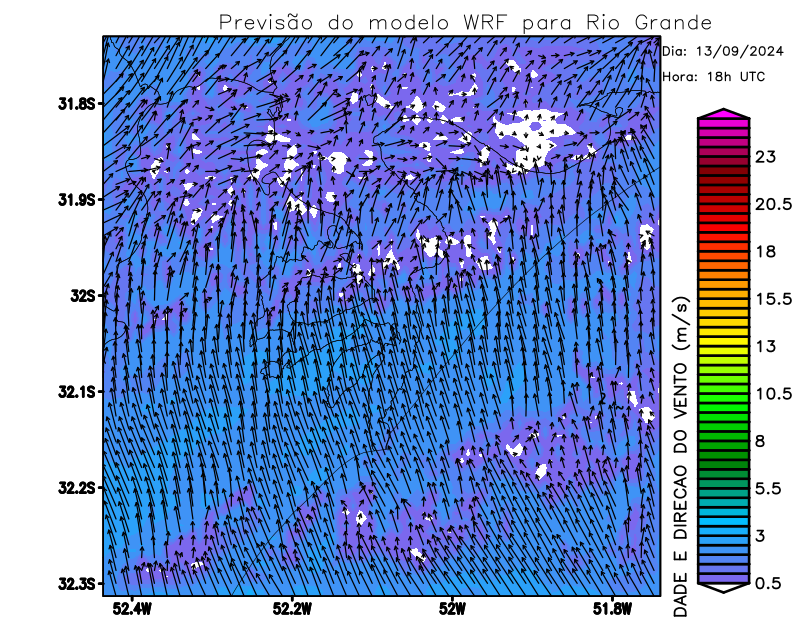 Previsão do modelo WRF para Rio Grande
Dia: 13/09/2024
Hora: 18h UTC
31.8S
31.9S
32S
32.1S
32.2S
32.3S
52.4W
52.2W
52W
51.8W
DADE E DIRECAO DO VENTO (m/s)
23
20.5
18
15.5
13
10.5
8
5.5
3
0.5